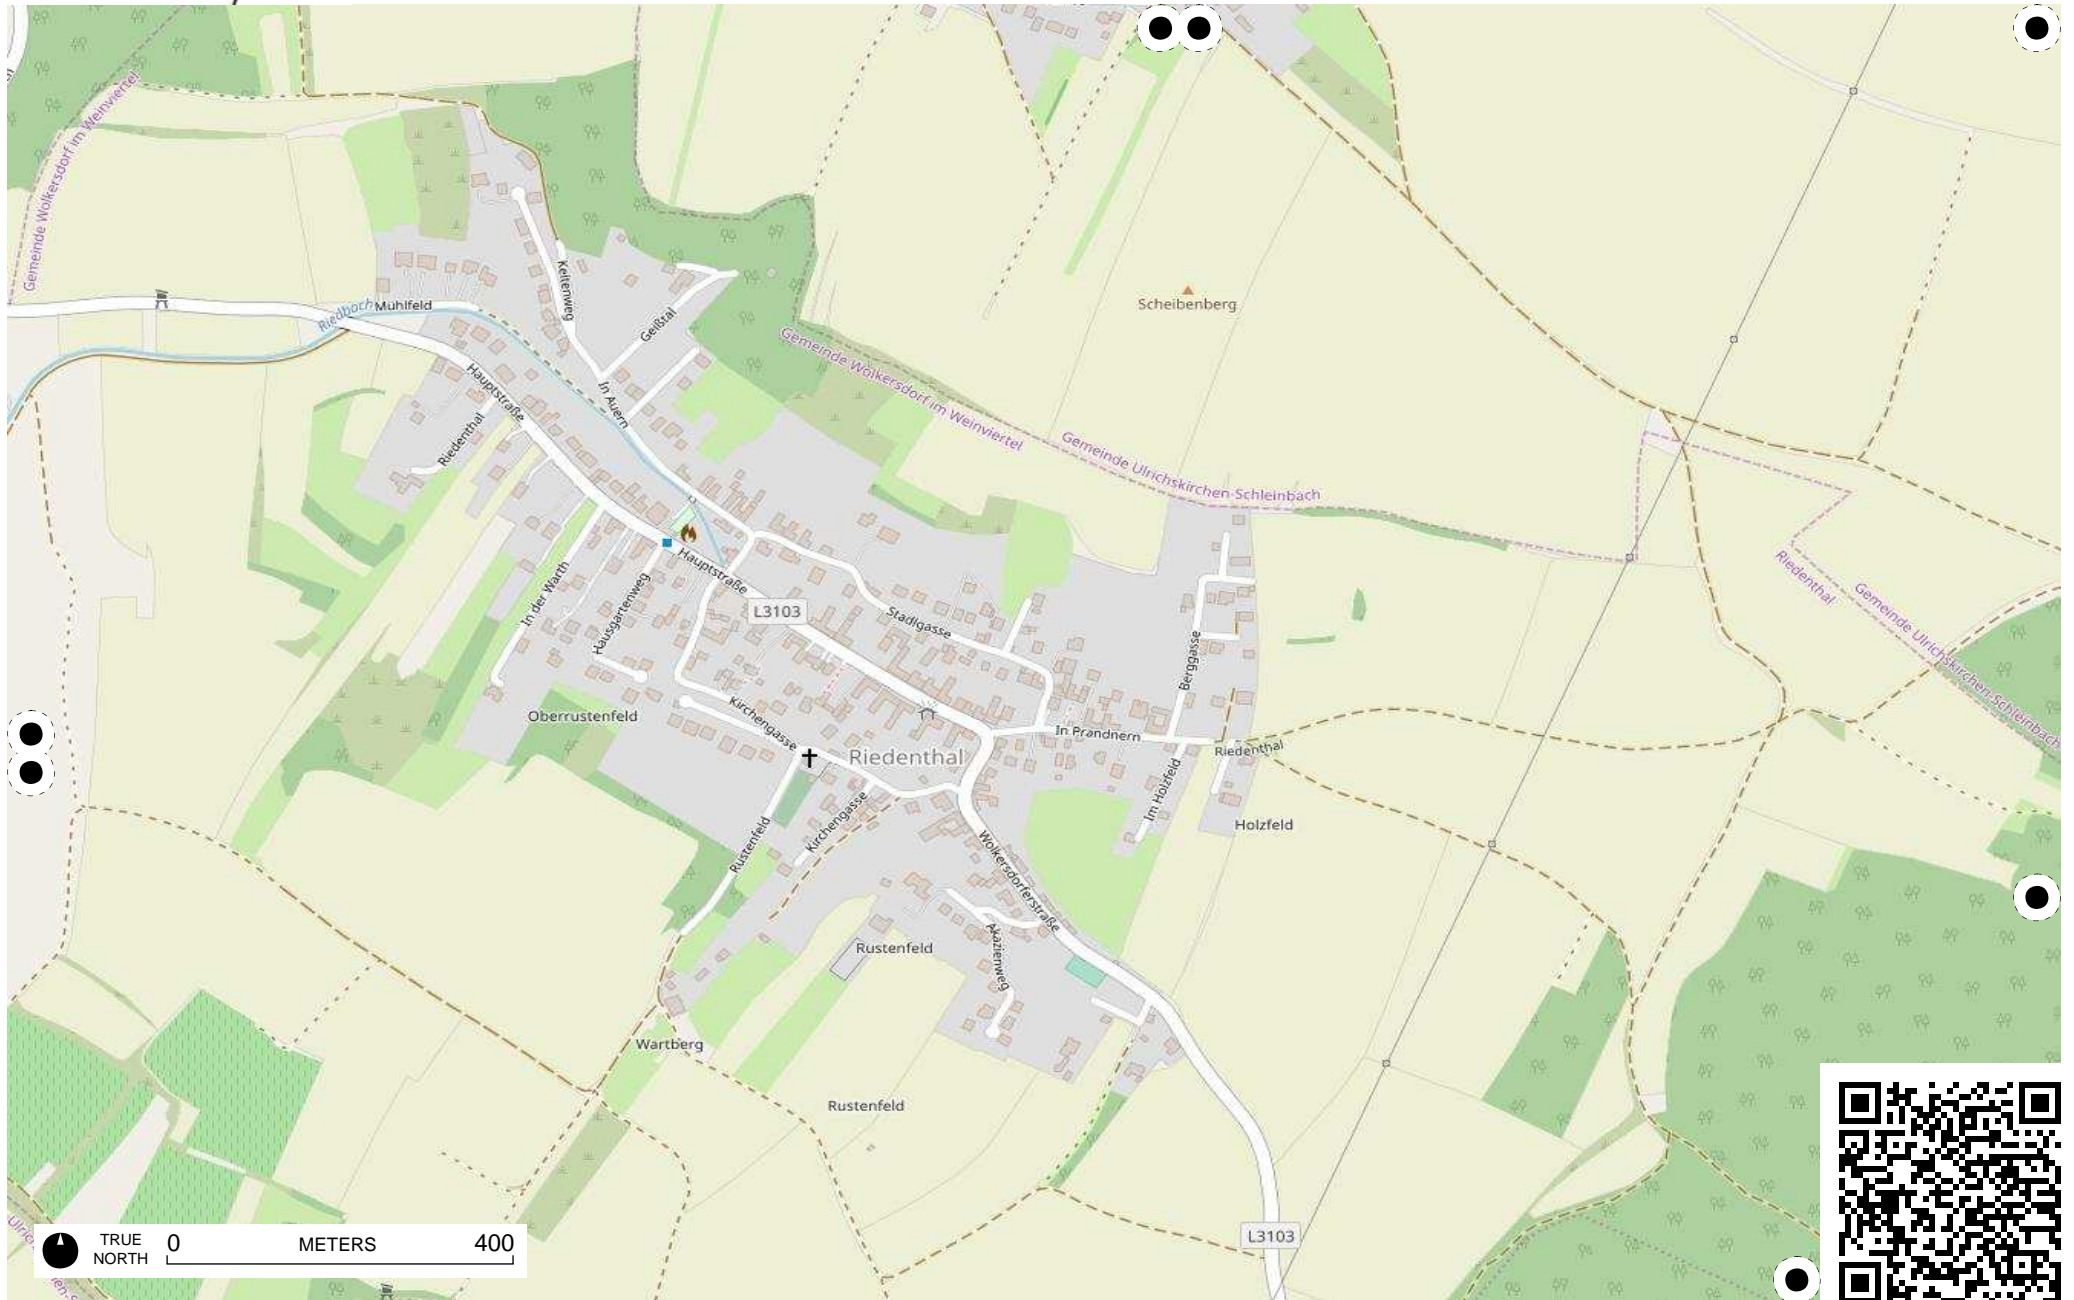 Gemeinde Wolkersdorf im Weinviertel
Riedbach
Mühlfeld
Keltenweg
Geißtal
Scheibenberg
Gemeinde Wolkersdorf im Weinviertel
Gemeinde Ulrichskirchen-Schleinbach
Hauptstraße
Riedenthal
In Auern
Hauptstraße
L3103
In der Warth
Hausgartenweg
Stadlgasse
Berggasse
Riedenthal
Gemeinde Ulrichskirchen-Schleinbach
Oberrustenfeld
Kirchengasse
Riedenthal
In Prandnern
Riedenthal
Im Holzfeld
Holzfeld
Rustenfeld
Kirchengasse
Wolkersdorferstraße
Rustenfeld
Akazienweg
Wartberg
Rustenfeld
L3103
TRUE
NORTH
0 METERS 400